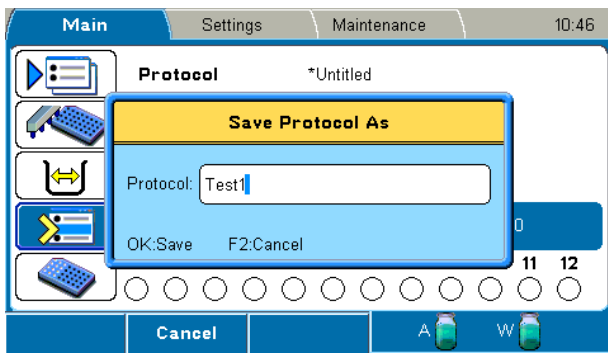 Main Settings Maintenance 10:46
Protocol *Untitled
Save Protocol As
Protocol: Test1
OK:Save F2:Cancel
0
11 12
Cancel A W